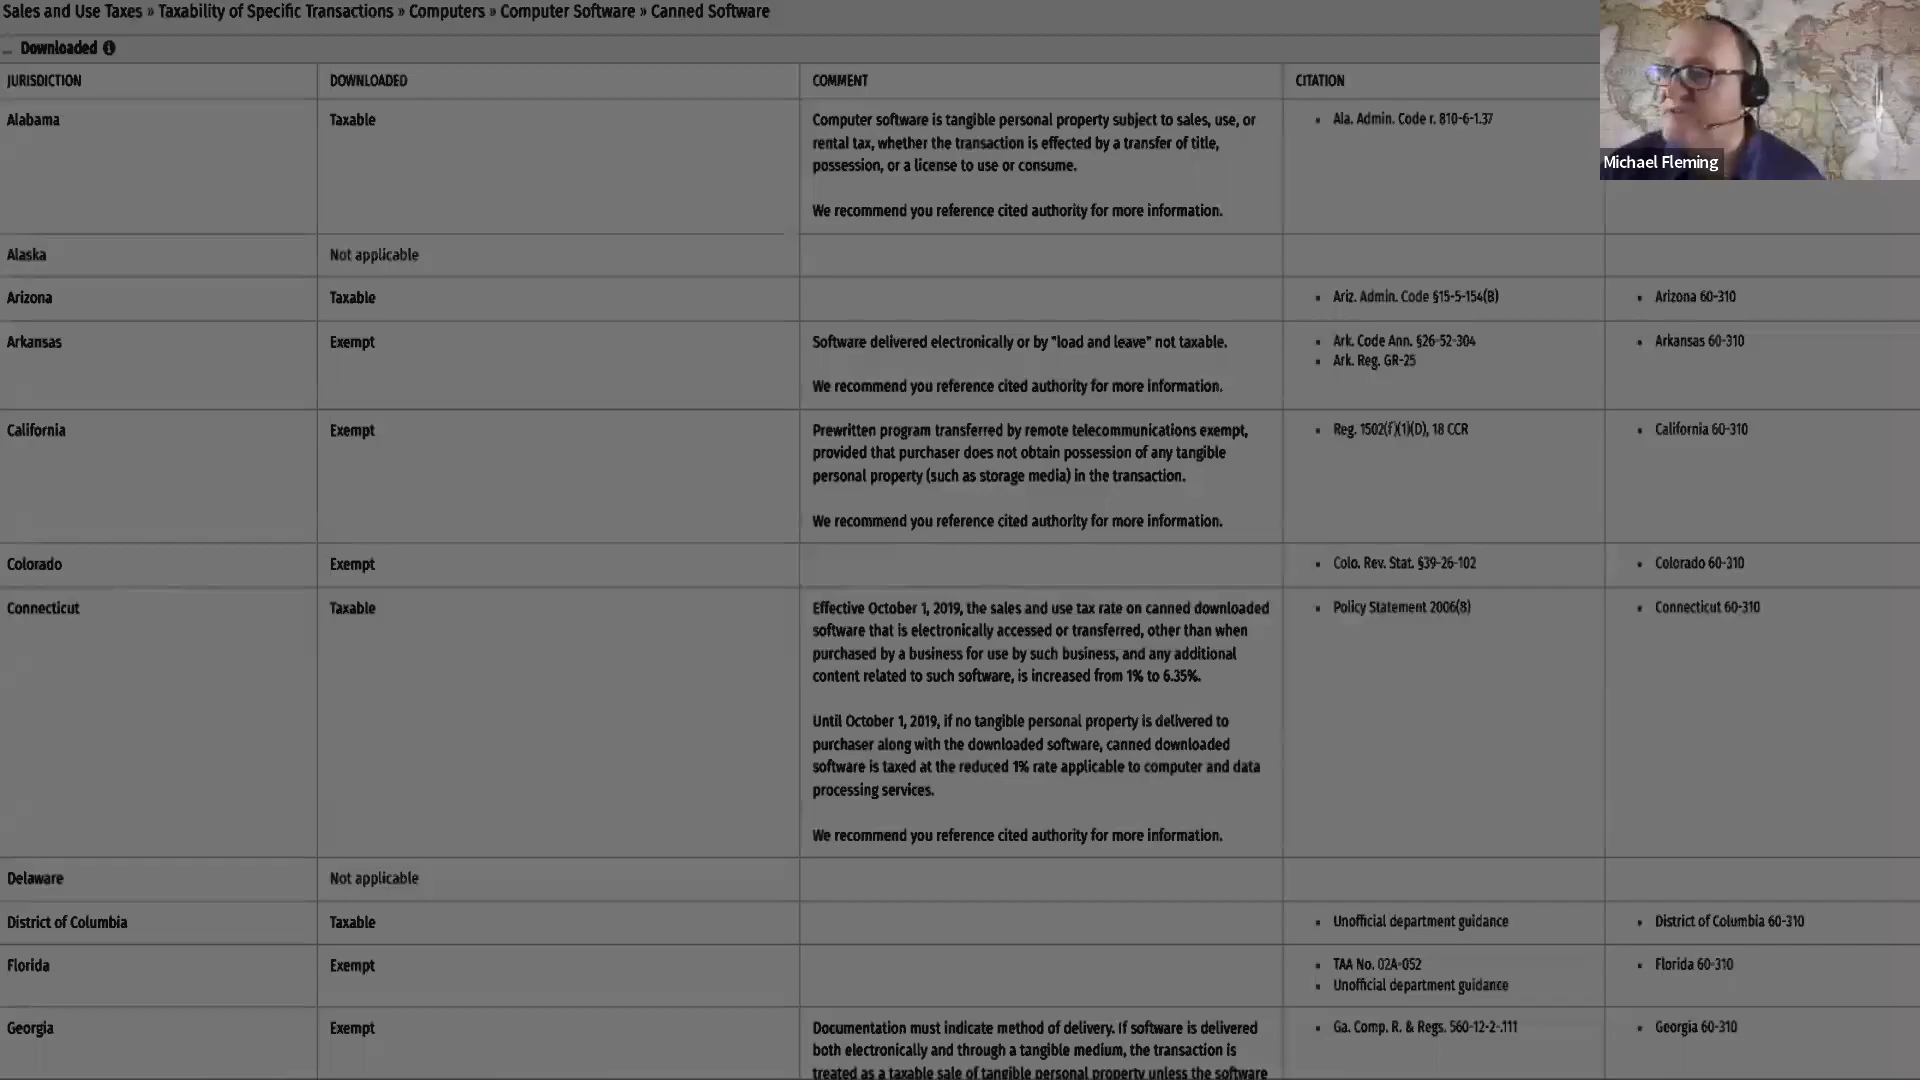 Sales and Use Taxes » Taxability of Specific Transactions » Computers » Computer Software » Canned Software
Downloaded
JURISDICTION
DOWNLOADED
COMMENT
CITATION
Michael Fleming
Alabama
Taxable
Computer software is tangible personal property subject to sales, use, or
rental tax, whether the transaction is effected by a transfer of title,
possession, or a license to use or consume.
We recommend you reference cited authority for more information.
Ala. Admin. Code r. 810-6-1.37
Alaska
Not applicable
Arizona
Taxable
Ariz. Admin. Code §15-5-154(B)
Arizona 60-310
Arkansas
Exempt
Software delivered electronically or by "load and leave" not taxable.
We recommend you reference cited authority for more information.
Ark. Code Ann. §26-52-304
Ark. Reg. GR-25
Arkansas 60-310
California
Exempt
Prewritten program transferred by remote telecommunications exempt,
provided that purchaser does not obtain possession of any tangible
personal property (such as storage media) in the transaction.
We recommend you reference cited authority for more information.
Reg. 1502(f)(1)(D), 18 CCR
California 60-310
Colorado
Exempt
Colo. Rev. Stat. §39-26-102
Colorado 60-310
Connecticut
Taxable
Effective October 1, 2019, the sales and use tax rate on canned downloaded
software that is electronically accessed or transferred, other than when
purchased by a business for use by such business, and any additional
content related to such software, is increased from 1% to 6.35%.
Until October 1, 2019, if no tangible personal property is delivered to
purchaser along with the downloaded software, canned downloaded
software is taxed at the reduced 1% rate applicable to computer and data
processing services.
We recommend you reference cited authority for more information.
Policy Statement 2006(8)
Connecticut 60-310
Delaware
Not applicable
District of Columbia
Taxable
Unofficial department guidance
District of Columbia 60-310
Florida
Exempt
TAA No. 02A-052
Unofficial department guidance
Florida 60-310
Georgia
Exempt
Documentation must indicate method of delivery. If software is delivered
both electronically and through a tangible medium, the transaction is
treated as a taxable sale of tangible personal property unless the software
Ga. Comp. R. & Regs. 560-12-2-.111
Georgia 60-310